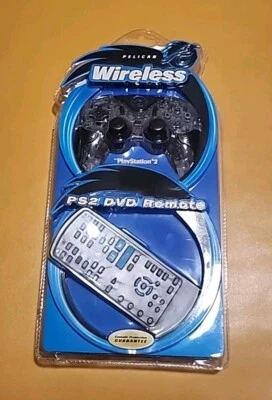 PELICAN
Wireless
"PlayStation"2
PS2 DVD Remote
GUARANTEE